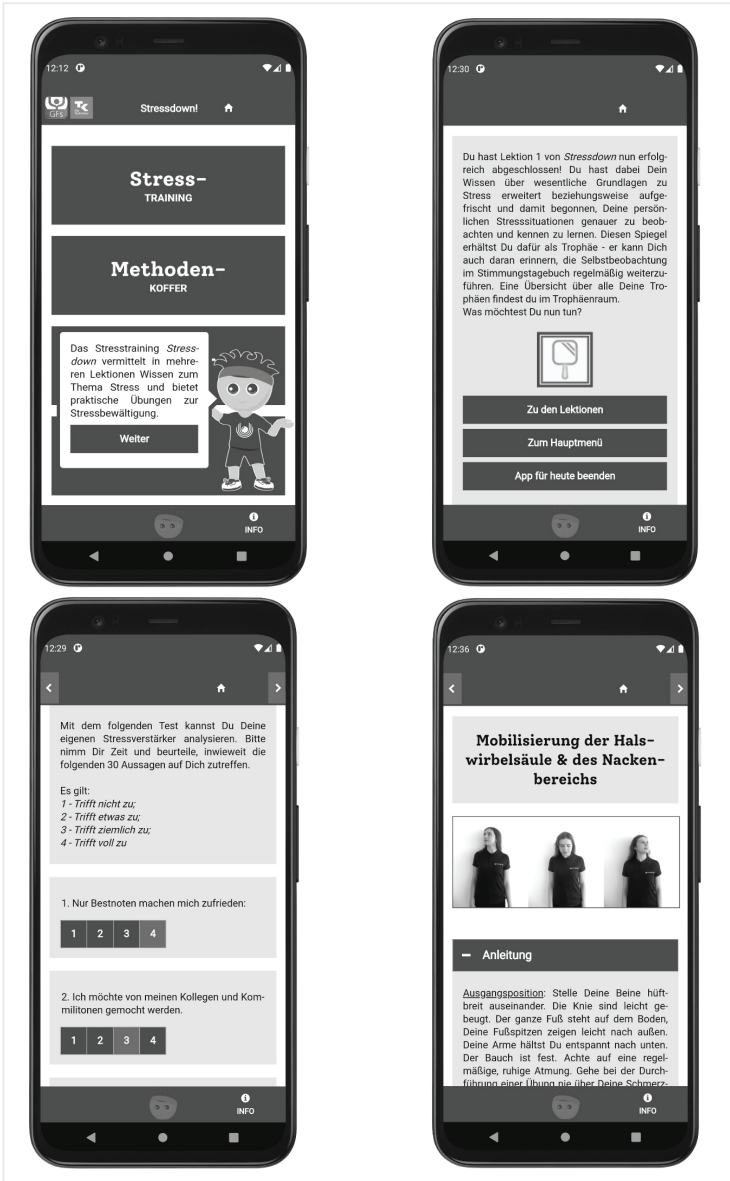 12:12
GFs
TK
Stressdown!
Stress-
TRAINING
Methoden-
KOFFER
Das Stresstraining Stress-
down vermittelt in mehre-
ren Lektionen Wissen zum
Thema Stress und bietet
praktische Übungen zur
Stressbewältigung.
Weiter
INFO
12:30
Du hast Lektion 1 von Stressdown nun erfolg-
reich abgeschlossen! Du hast dabei Dein
Wissen über wesentliche Grundlagen zu
Stress erweitert beziehungsweise aufge-
frischt und damit begonnen, Deine persön-
lichen Stresssituationen genauer zu beob-
achten und kennen zu lernen. Diesen Spiegel
erhältst Du dafür als Trophäe - er kann Dich
auch daran erinnern, die Selbstbeobachtung
im Stimmungstagebuch regelmäßig weiterzu-
führen. Eine Übersicht über alle Deine Tro-
phäen findest du im Trophäenraum.
Was möchtest Du nun tun?
Zu den Lektionen
Zum Hauptmenü
App für heute beenden
INFO
12:29
Mit dem folgenden Test kannst Du Deine
eigenen Stressverstärker analysieren. Bitte
nimm Dir Zeit und beurteile, inwieweit die
folgenden 30 Aussagen auf Dich zutreffen.
Es gilt:
1 - Trifft nicht zu;
2 - Trifft etwas zu;
3 - Trifft ziemlich zu;
4 - Trifft voll zu
1. Nur Bestnoten machen mich zufrieden:
1 2 3 4
2. Ich möchte von meinen Kollegen und Kom-
militonen gemocht werden.
1 2 3 4
INFO
12:36
Mobilisierung der Hals-
wirbelsäule & des Nacken-
bereichs
Anleitung
Ausgangsposition: Stelle Deine Beine hüft-
breit auseinander. Die Knie sind leicht ge-
beugt. Der ganze Fuß steht auf dem Boden,
Deine Fußspitzen zeigen leicht nach außen.
Deine Arme hältst Du entspannt nach unten.
Der Bauch ist fest. Achte auf eine regel-
mäßige, ruhige Atmung. Gehe bei der Durch-
führung einer Übung nie über Deine Schmerz-
INFO